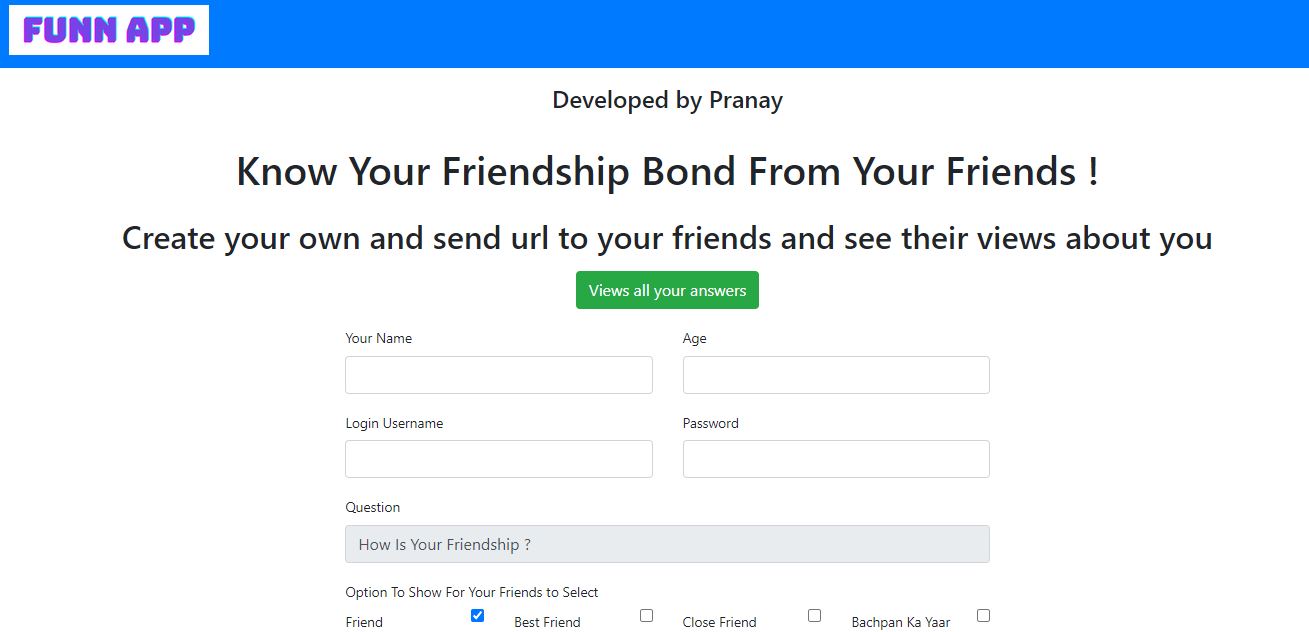 FUNN APP
Developed by Pranay
Know Your Friendship Bond From Your Friends !
Create your own and send url to your friends and see their views about you
Views all your answers
Your Name Age
Login Username Password
Question
How Is Your Friendship ?
Option To Show For Your Friends to Select
Friend Best Friend Close Friend Bachpan Ka Yaar